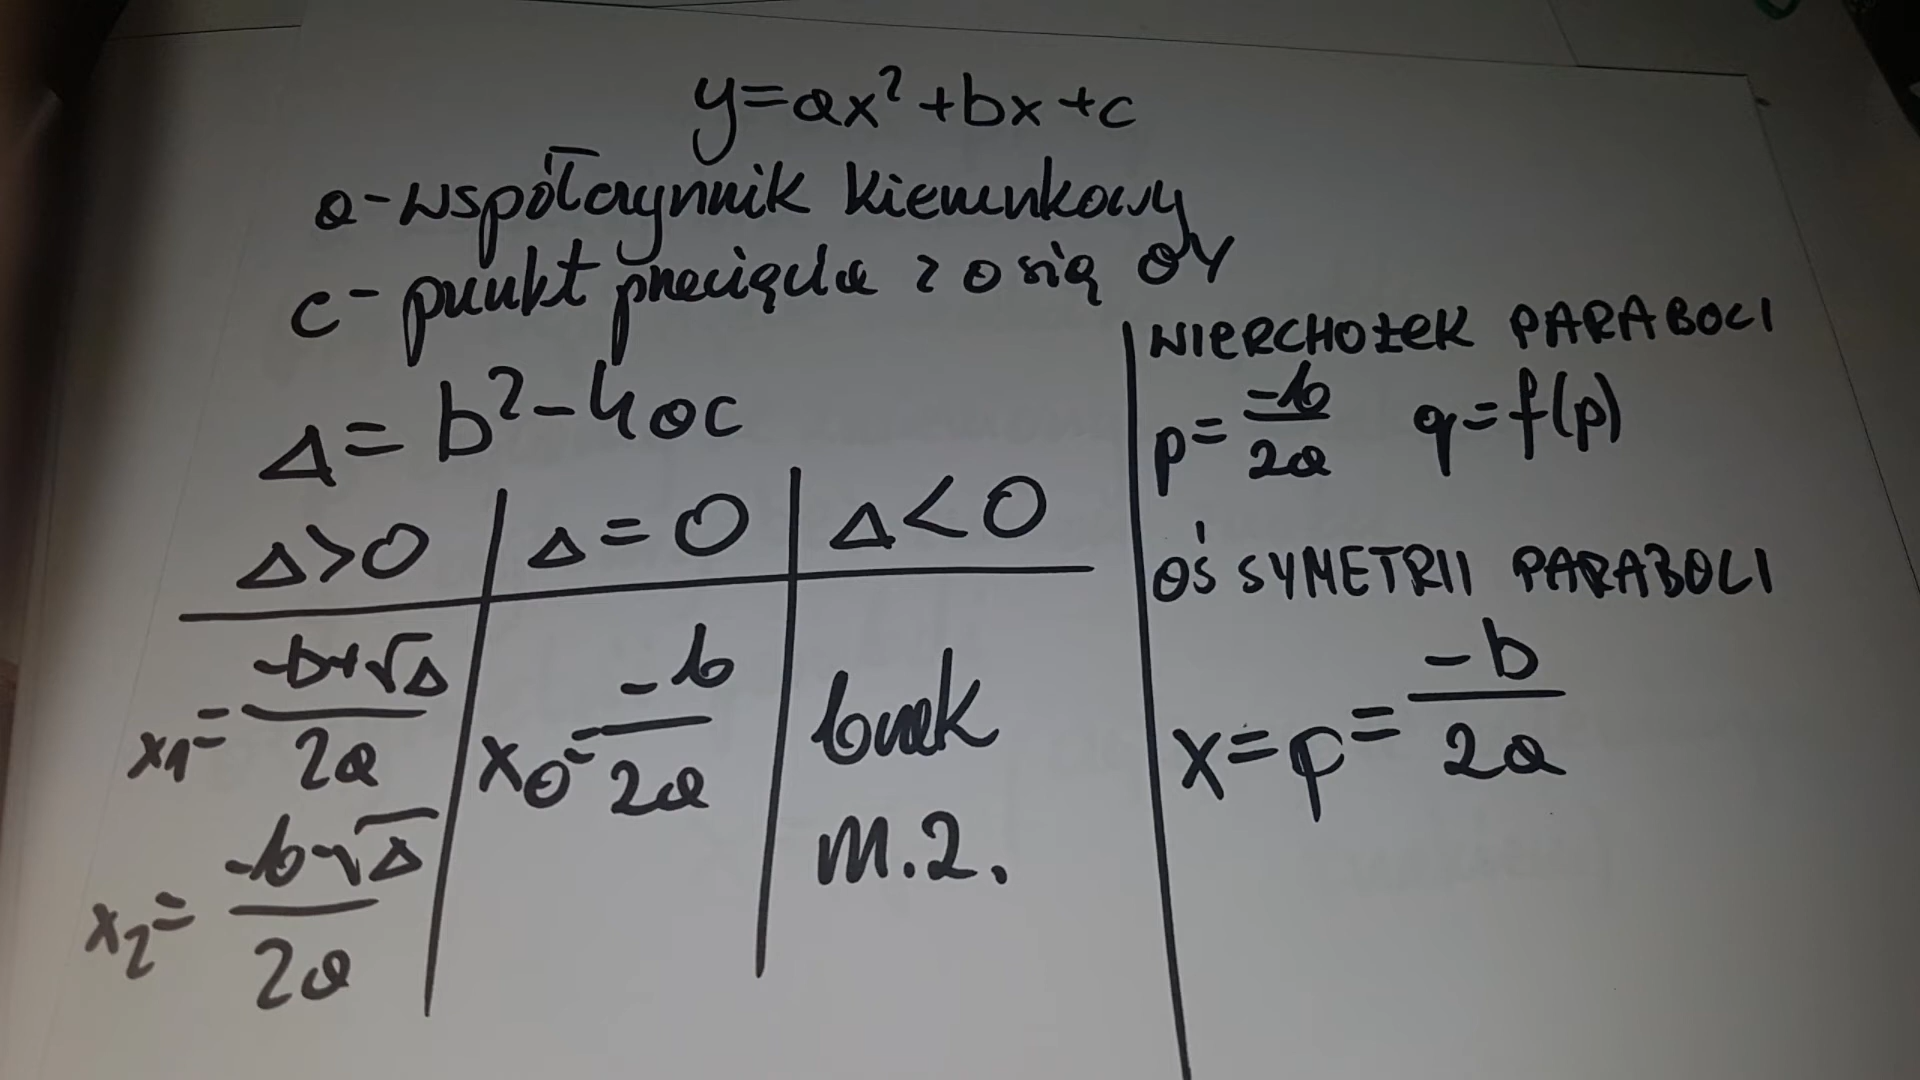 y=ax²+bx+c
a-współczynnik kierunkowy
c-punkt przecięcia z osią OY
Δ=b²-4ac
Δ>0 | Δ=0 | Δ<0
x₁=(-b+√Δ)/2a
x₂=(-b-√Δ)/2a
x₀=-b/2a
brak
m.z.
WIERCHOŁEK PARABOLI
p=-b/2a q=f(p)
OŚ SYMETRII PARABOLI
x=p=-b/2a